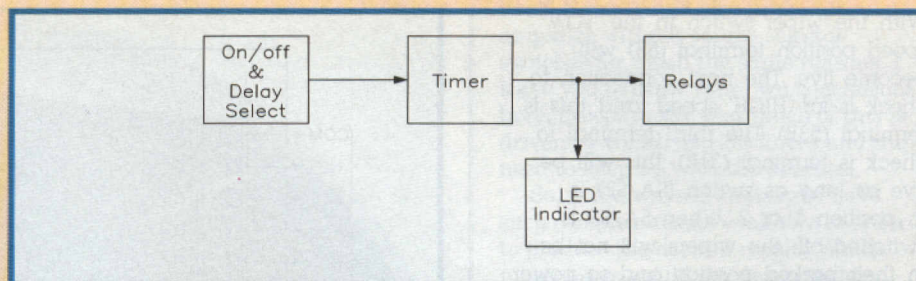 On/off
&
Delay
Select
Timer
Relays
LED
Indicator